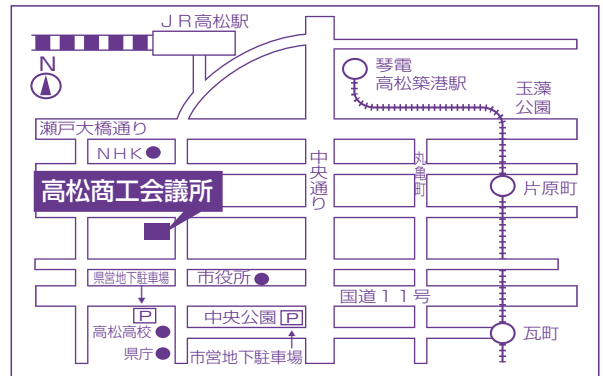 JR高松駅
N
琴電
高松築港駅
玉藻
公園
瀬戸大橋通り
NHK
中央通り
丸亀町
高松商工会議所
片原町
県営地下駐車場
市役所
国道11号
P
中央公園 P
高松高校
瓦町
県庁
市営地下駐車場